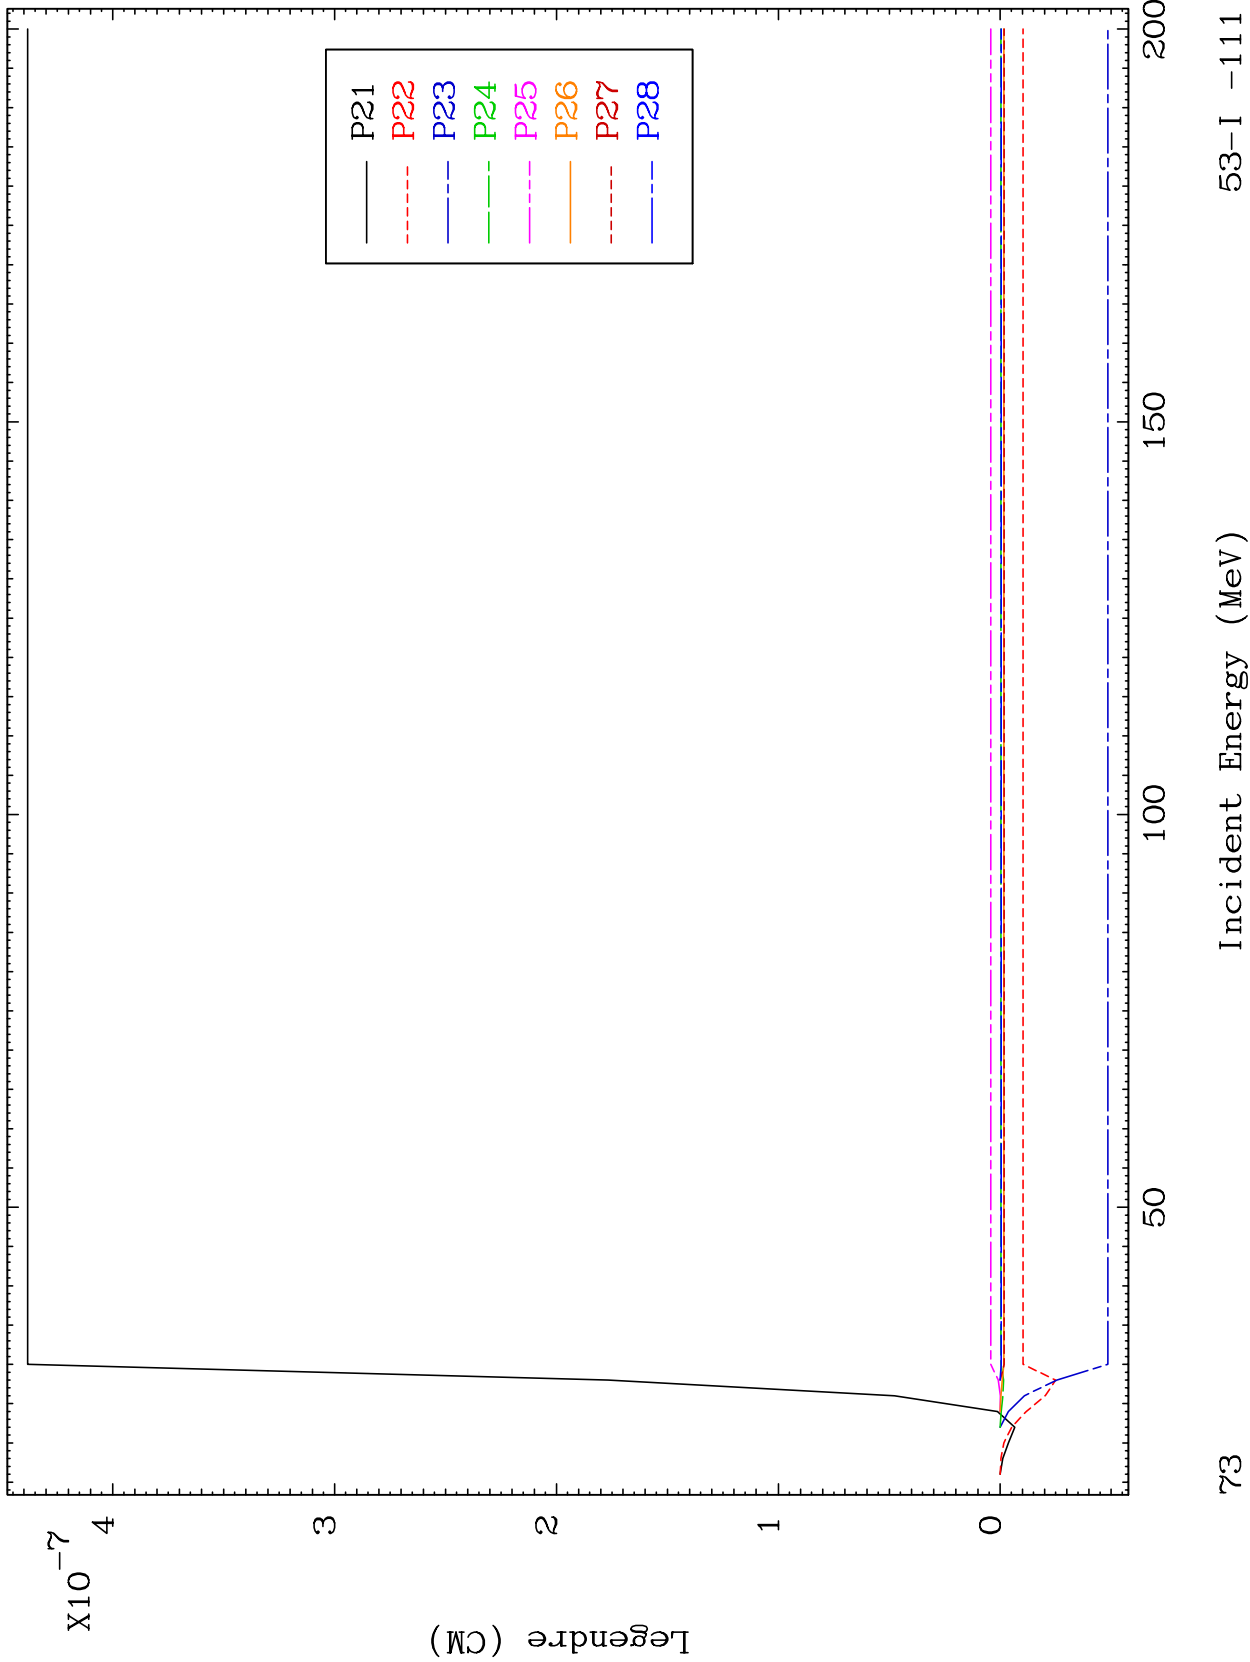 X10-7
4
3
2
1
0
Legendre (CM)
P21
P22
P23
P24
P25
P26
P27
P28
50
100
150
200
Incident Energy (MeV)
73
53-I -111